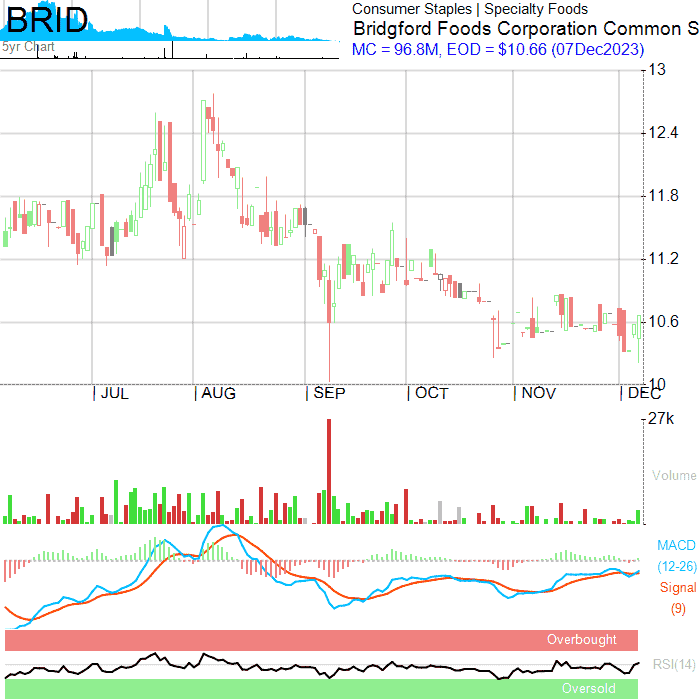 BRID
5yr Chart
Consumer Staples | Specialty Foods
Bridgford Foods Corporation Common S
MC = 96.8M, EOD = $10.66 (07Dec2023)
13
12.4
11.8
11.2
10.6
10
JUL
AUG
SEP
OCT
NOV
DEC
27k
Volume
MACD
(12-26)
Signal
(9)
Overbought
RSI(14)
Oversold